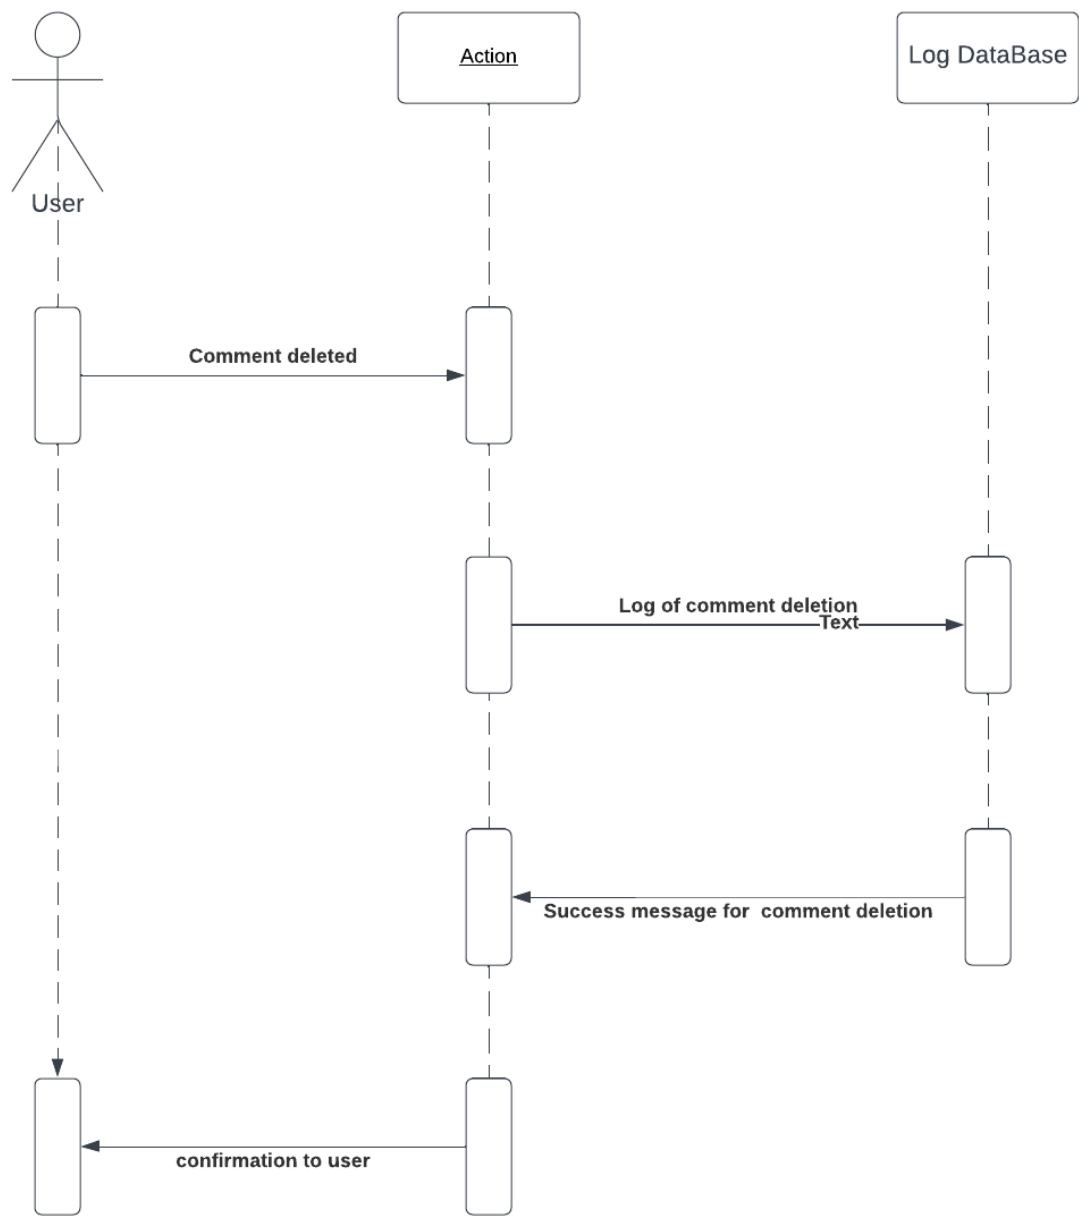 Action
Log DataBase
User
Comment deleted
Log of comment deletion
Text
Success message for  comment deletion
confirmation to user